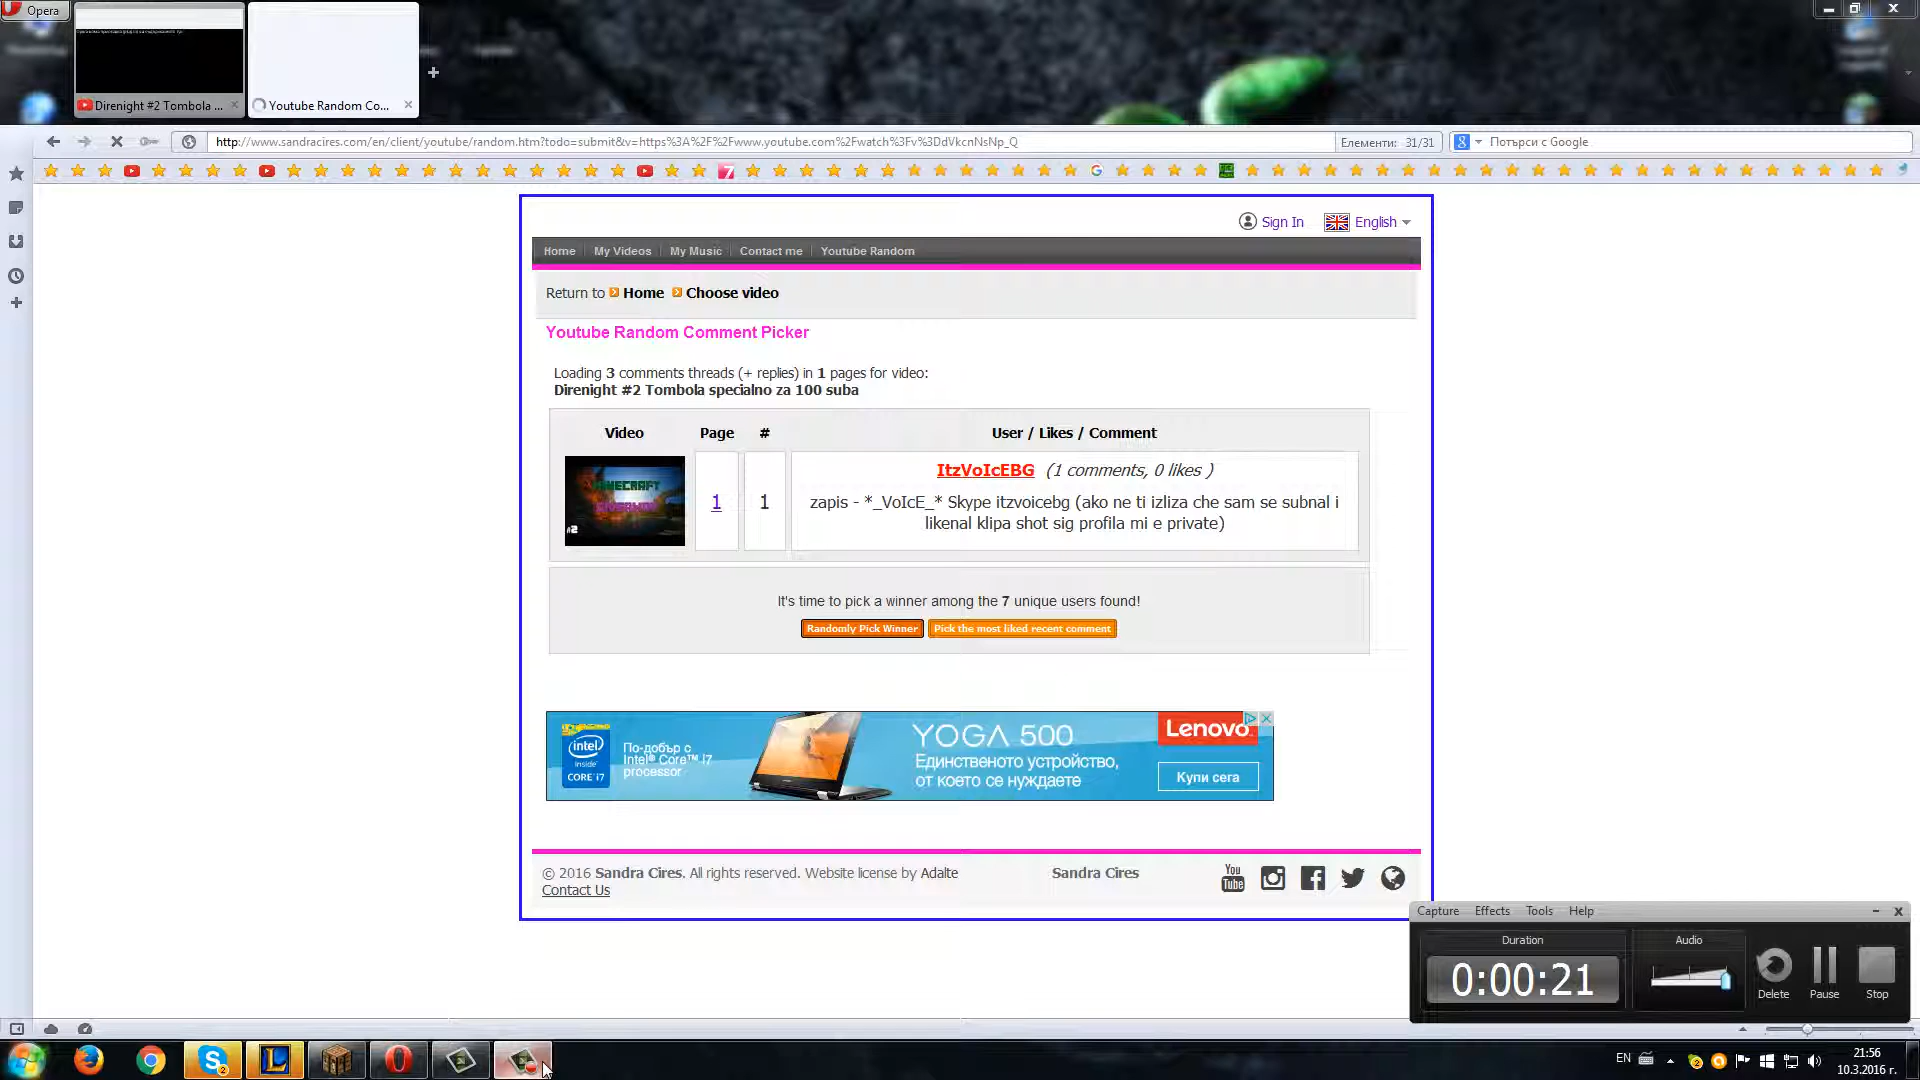 Opera
Direnight #2 Tombola ...
Youtube Random Co...
http://www.sandracires.com/en/client/youtube/random.htm?todo=submit&v=https%3A%2F%2Fwww.youtube.com%2Fwatch%3Fv%3DdVkcnNsNp_Q
Елементи: 31/31
Потърси с Google
Sign In
English
Home
My Videos
My Music
Contact me
Youtube Random
Return to Home Choose video
Youtube Random Comment Picker
Loading 3 comments threads (+ replies) in 1 pages for video:
Direnight #2 Tombola specialno za 100 suba
Video
Page
#
User / Likes / Comment
#2
1
1
ItzVoIcEBG (1 comments, 0 likes )
zapis - *_VoIcE_* Skype itzvoicebg (ako ne ti izliza che sam se subnal i
likenal klipa shot sig profila mi e private)
It's time to pick a winner among the 7 unique users found!
Randomly Pick Winner
Pick the most liked recent comment
intel
inside
CORE i7
По-добър с
Intel® Core™ i7
processor
YOGA 500
Единственото устройство,
от което се нуждаете
Lenovo
Купи сега
© 2016 Sandra Cires. All rights reserved. Website license by Adalte
Contact Us
Sandra Cires
You
Tube
Capture
Effects
Tools
Help
Duration
0:00:21
Audio
Delete
Pause
Stop
EN
21:56
10.3.2016 г.